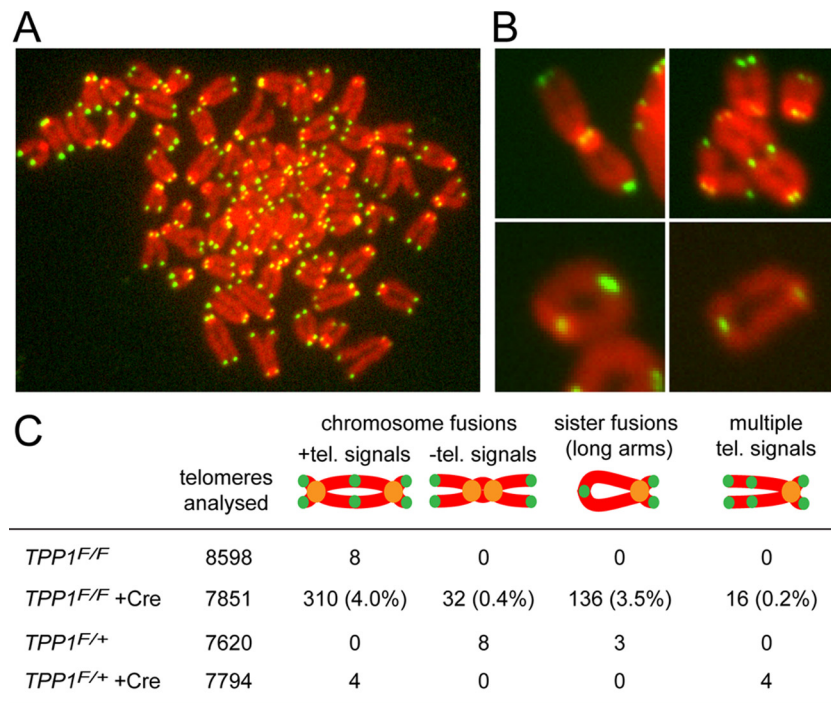 A
B
C
chromosome fusions
sister fusions
(long arms)
multiple
tel. signals
+tel. signals
-tel. signals
telomeres
analysed
TPP1F/F 8598 8 0 0 0
TPP1F/F +Cre 7851 310 (4.0%) 32 (0.4%) 136 (3.5%) 16 (0.2%)
TPP1F/+ 7620 0 8 3 0
TPP1F/+ +Cre 7794 4 0 0 4